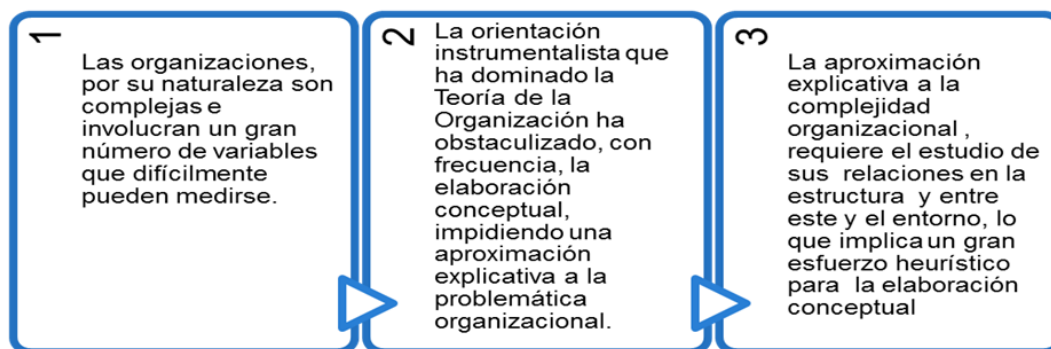 1
Las organizaciones,
por su naturaleza son
complejas e
involucran un gran
número de variables
que difícilmente
pueden medirse.
2
La orientación
instrumentalista que
ha dominado la
Teoría de la
Organización ha
obstaculizado, con
frecuencia, la
elaboración
conceptual,
impidiendo una
aproximación
explicativa a la
problemática
organizacional.
3
La aproximación
explicativa a la
complejidad
organizacional ,
requiere el estudio de
sus relaciones en la
estructura y entre
este y el entorno, lo
que implica un gran
esfuerzo heurístico
para la elaboración
conceptual